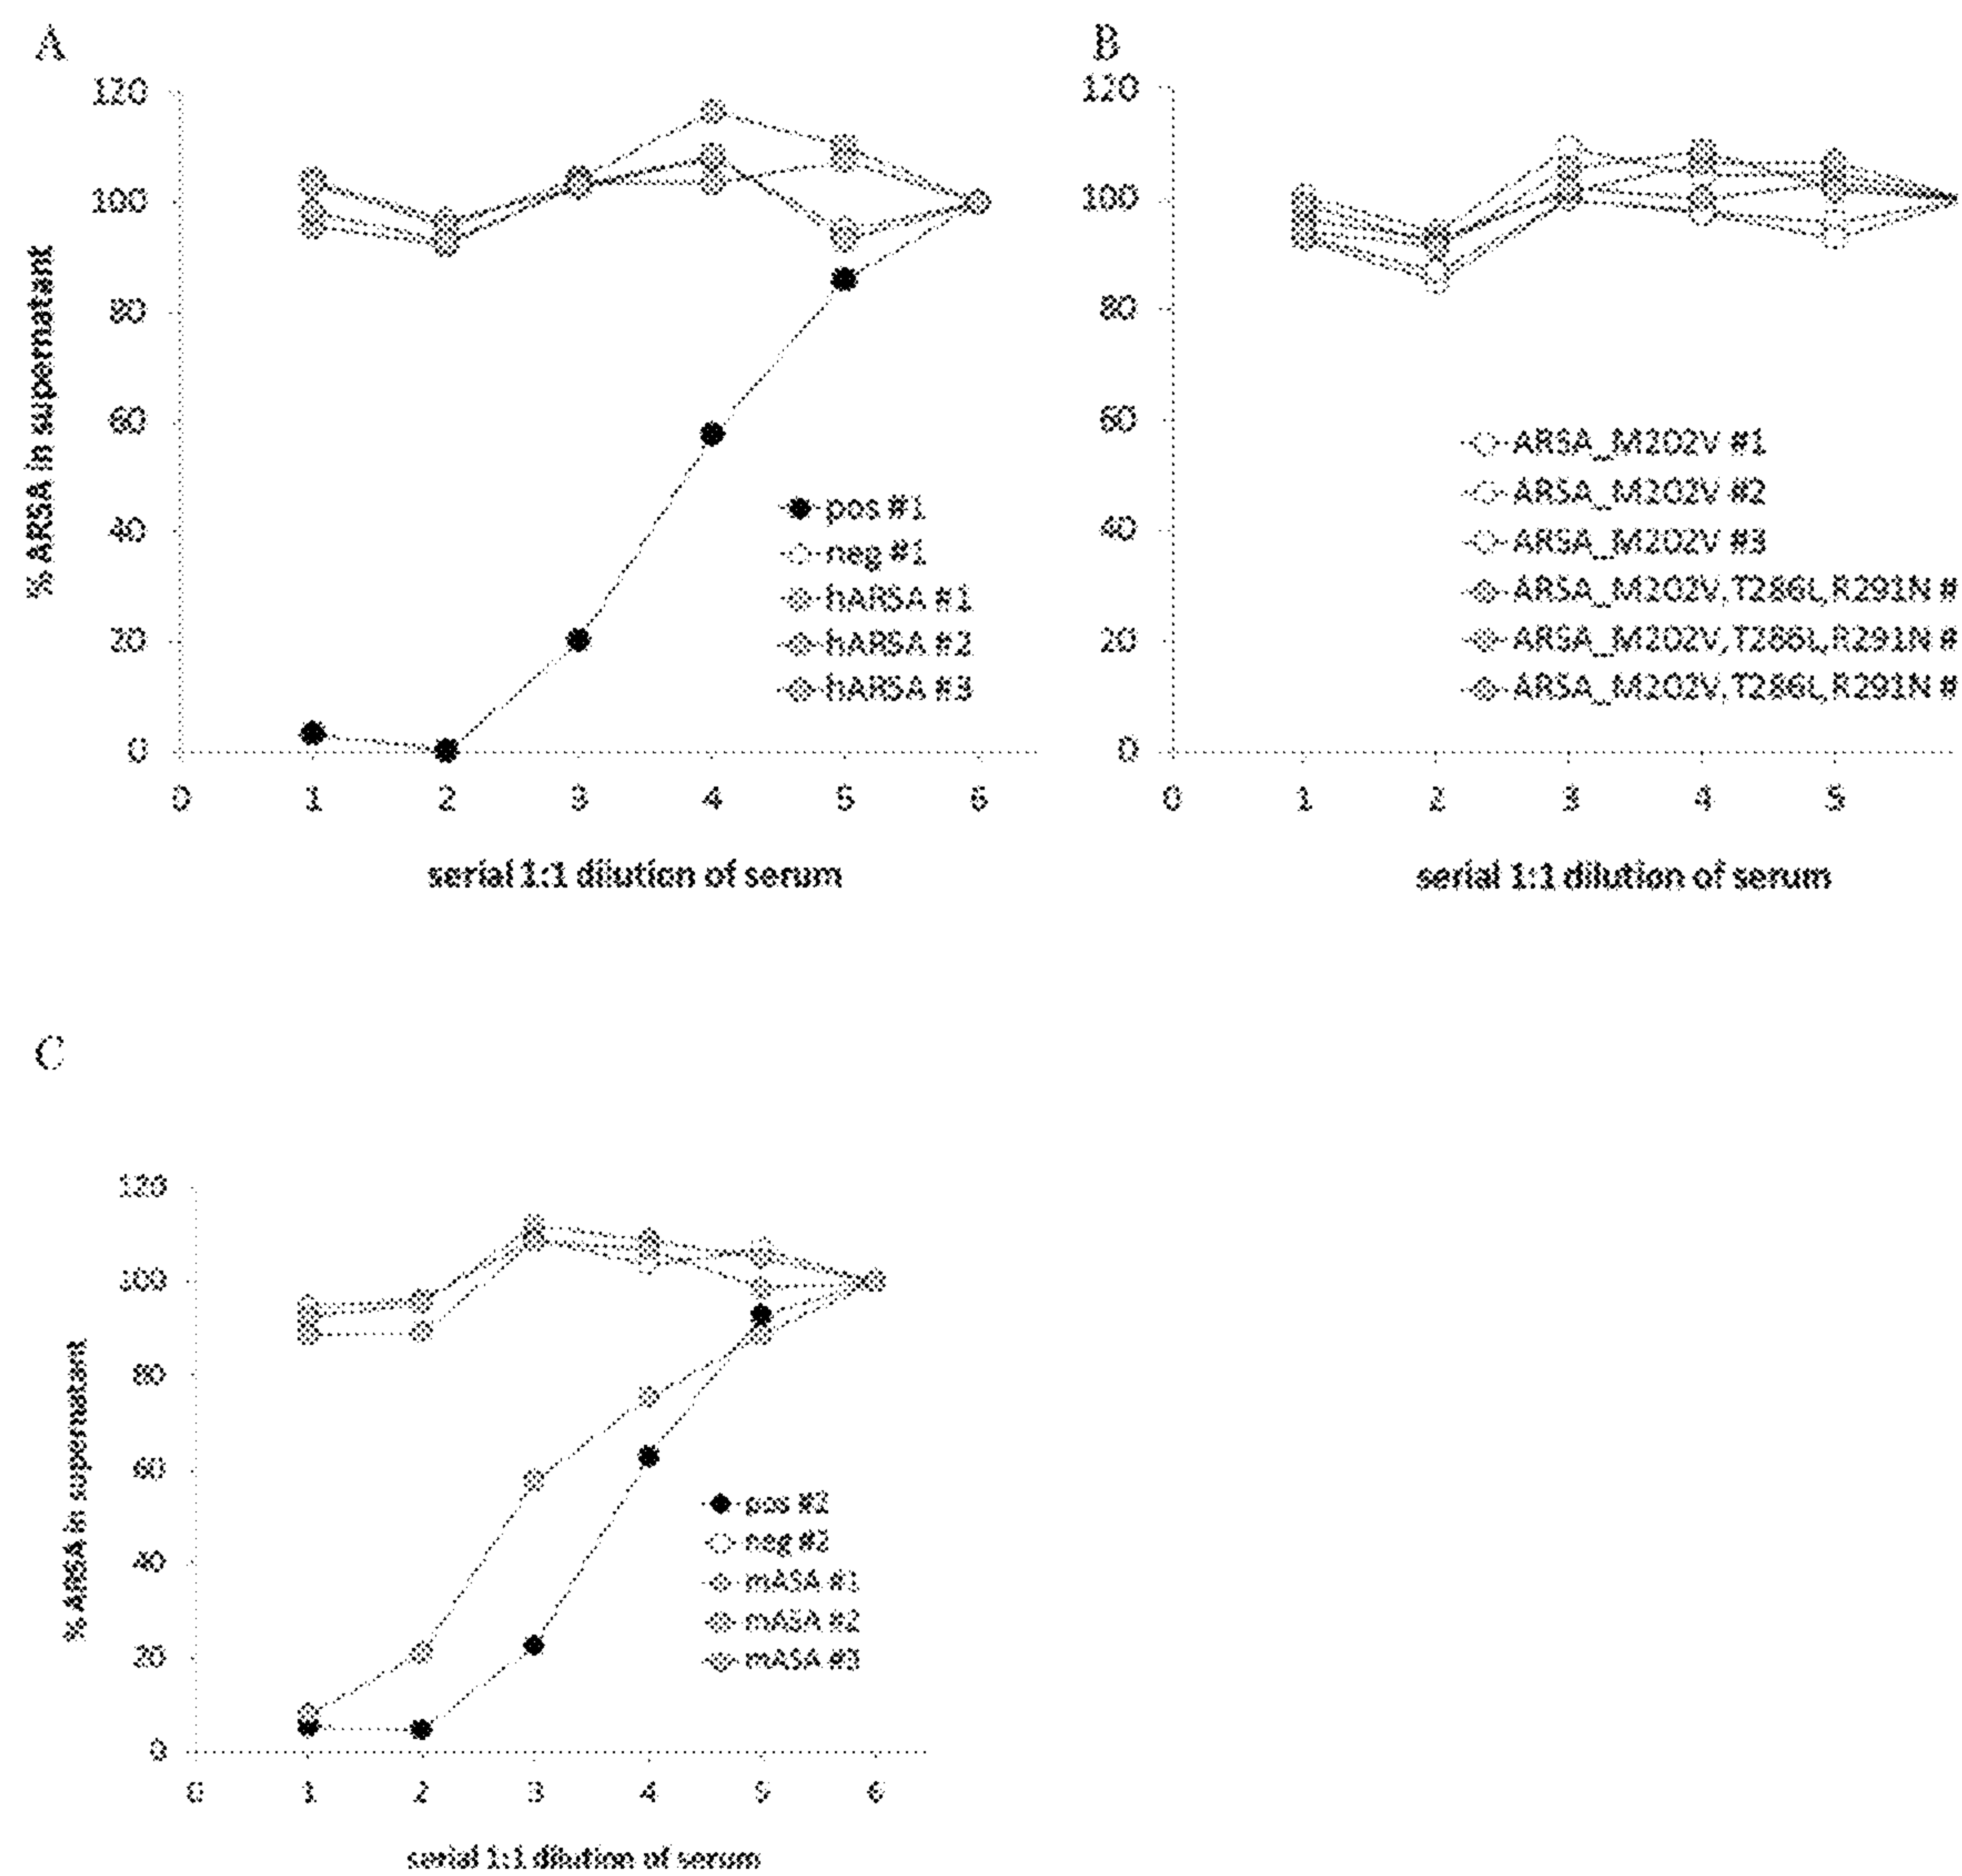 A
120
100
80
60
40
20
0
0 1 2 3 4 5 6
% ARSA in supernatant
serial 1:1 dilution of serum
pos #1
neg #1
hARSA #1
hARSA #2
hARSA #3
B
120
100
80
60
40
20
0
0 1 2 3 4 5
serial 1:1 dilution of serum
ARSA_M202V #1
ARSA_M202V #2
ARSA_M202V #3
ARSA_M202V,T286L,R291N #
ARSA_M202V,T286L,R291N #
ARSA_M202V,T286L,R291N #
C
120
100
80
60
40
20
0
0 1 2 3 4 5 6
% ARSA in supernatant
serial 1:1 dilution of serum
pos #2
neg #2
mASA #1
mASA #2
mASA #3